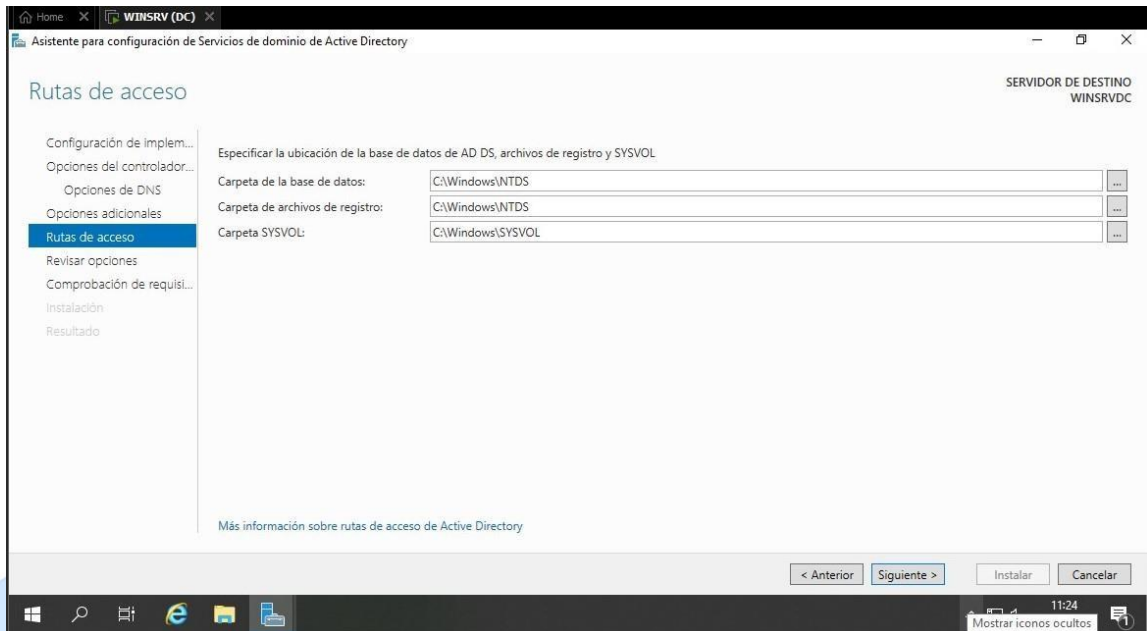 Home
WINSRV (DC)
Asistente para configuración de Servicios de dominio de Active Directory
Rutas de acceso
SERVIDOR DE DESTINO
WINSRVDC
Configuración de implem...
Opciones del controlador...
Opciones de DNS
Opciones adicionales
Rutas de acceso
Revisar opciones
Comprobación de requisi...
Instalación
Resultado
Especificar la ubicación de la base de datos de AD DS, archivos de registro y SYSVOL
Carpeta de la base de datos: C:\Windows\NTDS ...
Carpeta de archivos de registro: C:\Windows\NTDS ...
Carpeta SYSVOL: C:\Windows\SYSVOL ...
Más información sobre rutas de acceso de Active Directory
< Anterior Siguiente > Instalar Cancelar
11:24
Mostrar iconos ocultos
1